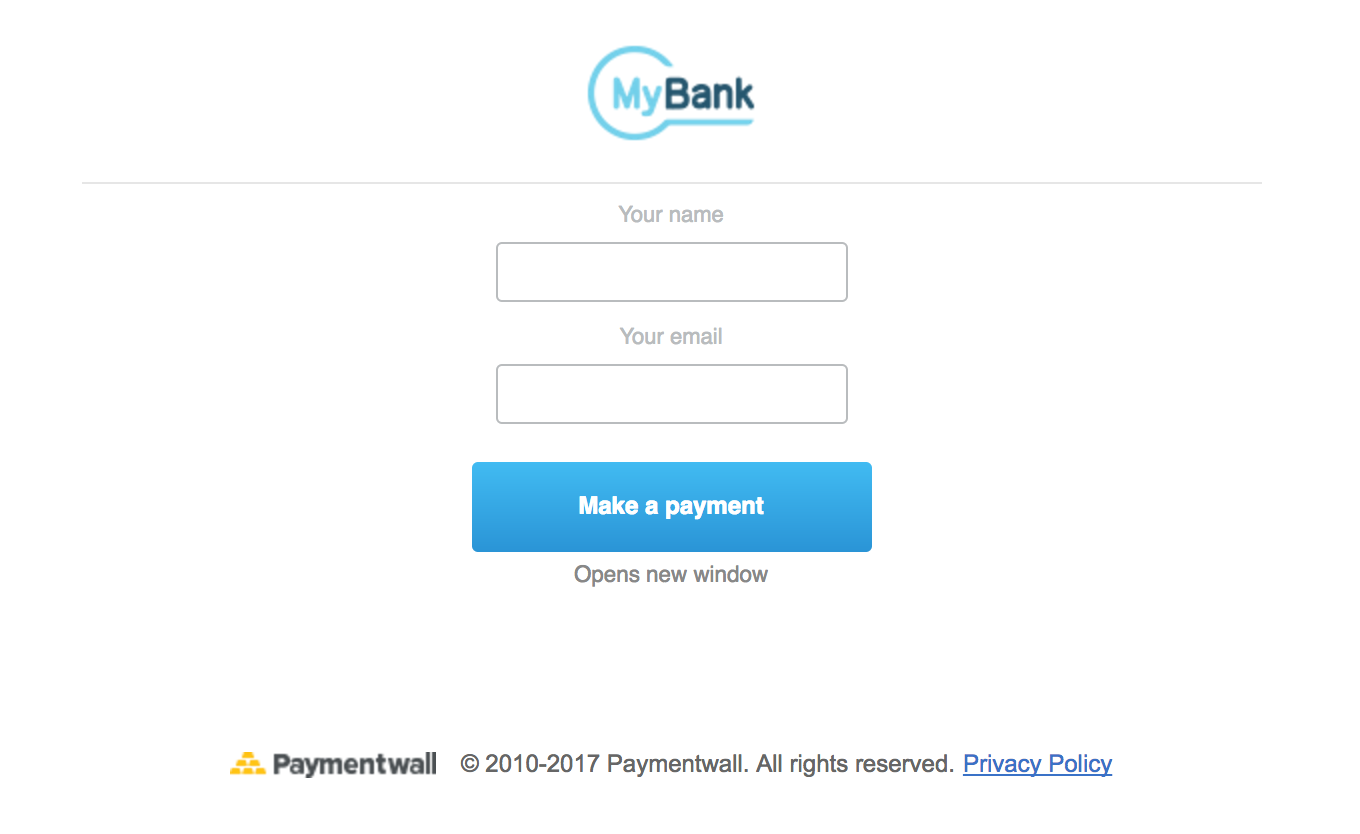 MyBank
Your name
Your email
Make a payment
Opens new window
Paymentwall © 2010-2017 Paymentwall. All rights reserved. Privacy Policy